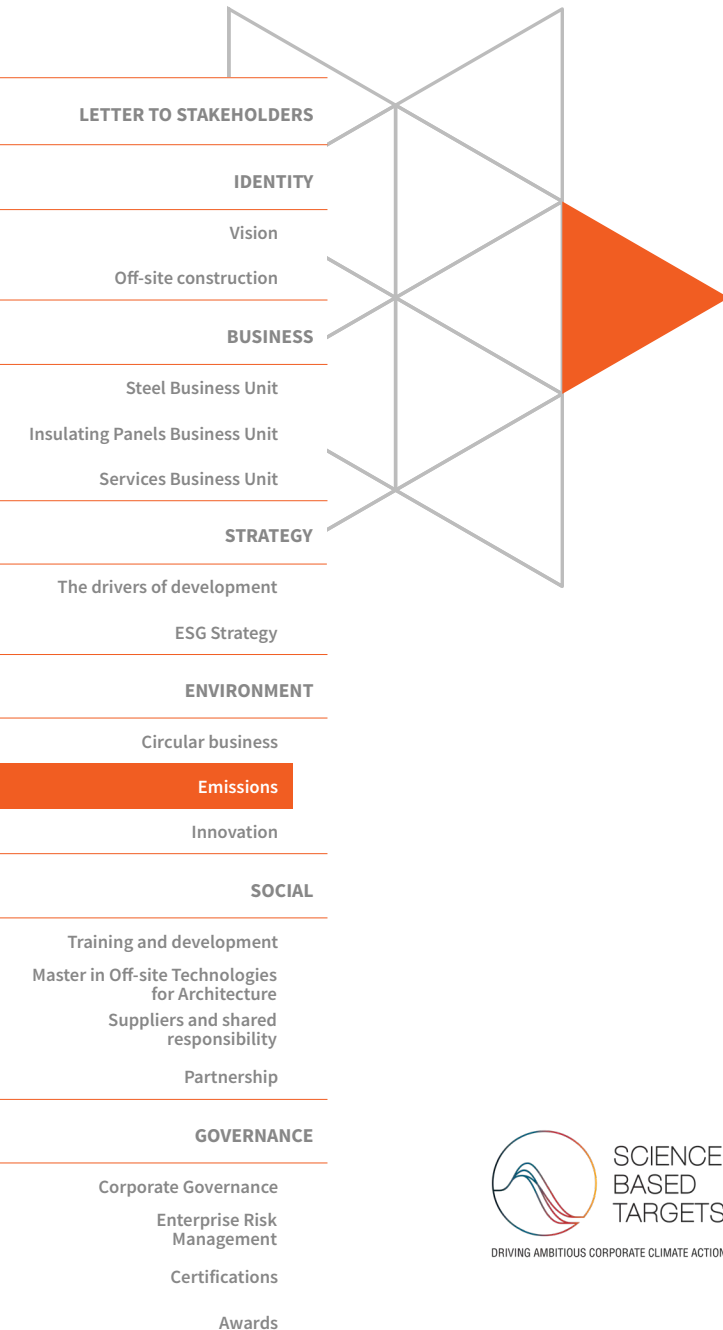 LETTER TO STAKEHOLDERS
IDENTITY
Vision
Off-site construction
BUSINESS
Steel Business Unit
Insulating Panels Business Unit
Services Business Unit
STRATEGY
The drivers of development
ESG Strategy
ENVIRONMENT
Circular business
Emissions
Innovation
SOCIAL
Training and development
Master in Off-site Technologies
for Architecture
Suppliers and shared
responsibility
Partnership
GOVERNANCE
Corporate Governance
Enterprise Risk
Management
Certifications
Awards
SCIENCE
BASED
TARGETS
DRIVING AMBITIOUS CORPORATE CLIMATE ACTION